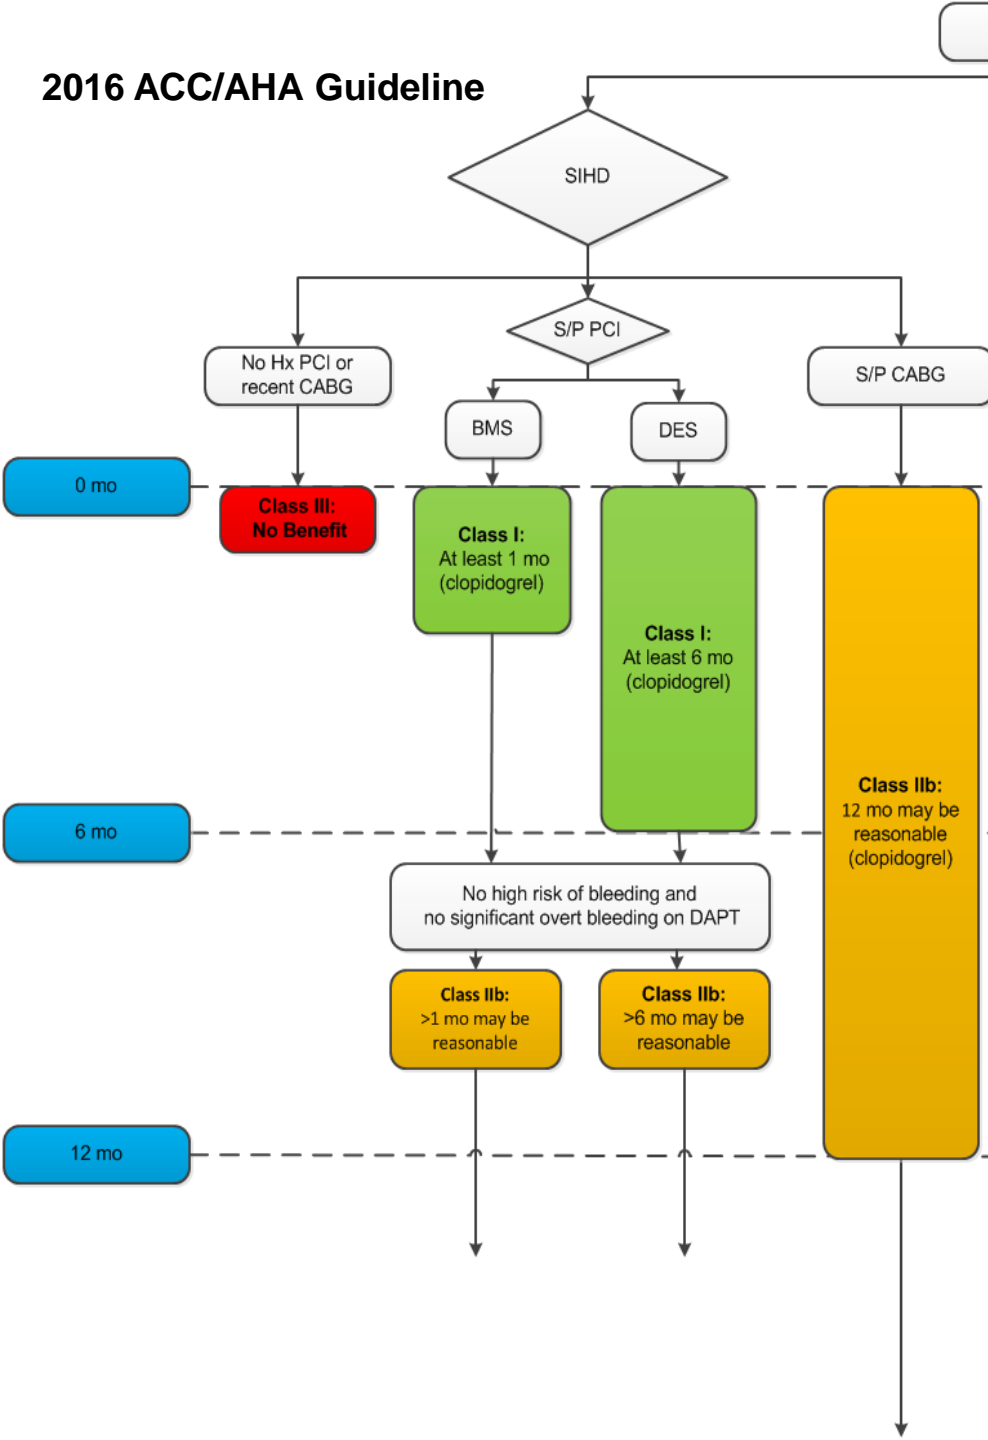 2016 ACC/AHA Guideline
SIHD
S/P PCI
No Hx PCI or
recent CABG
S/P CABG
BMS
DES
0 mo
Class III:
No Benefit
Class I:
At least 1 mo
(clopidogrel)
Class I:
At least 6 mo
(clopidogrel)
Class IIb:
12 mo may be
reasonable
(clopidogrel)
6 mo
No high risk of bleeding and
no significant overt bleeding on DAPT
Class IIb:
>1 mo may be
reasonable
Class IIb:
>6 mo may be
reasonable
12 mo